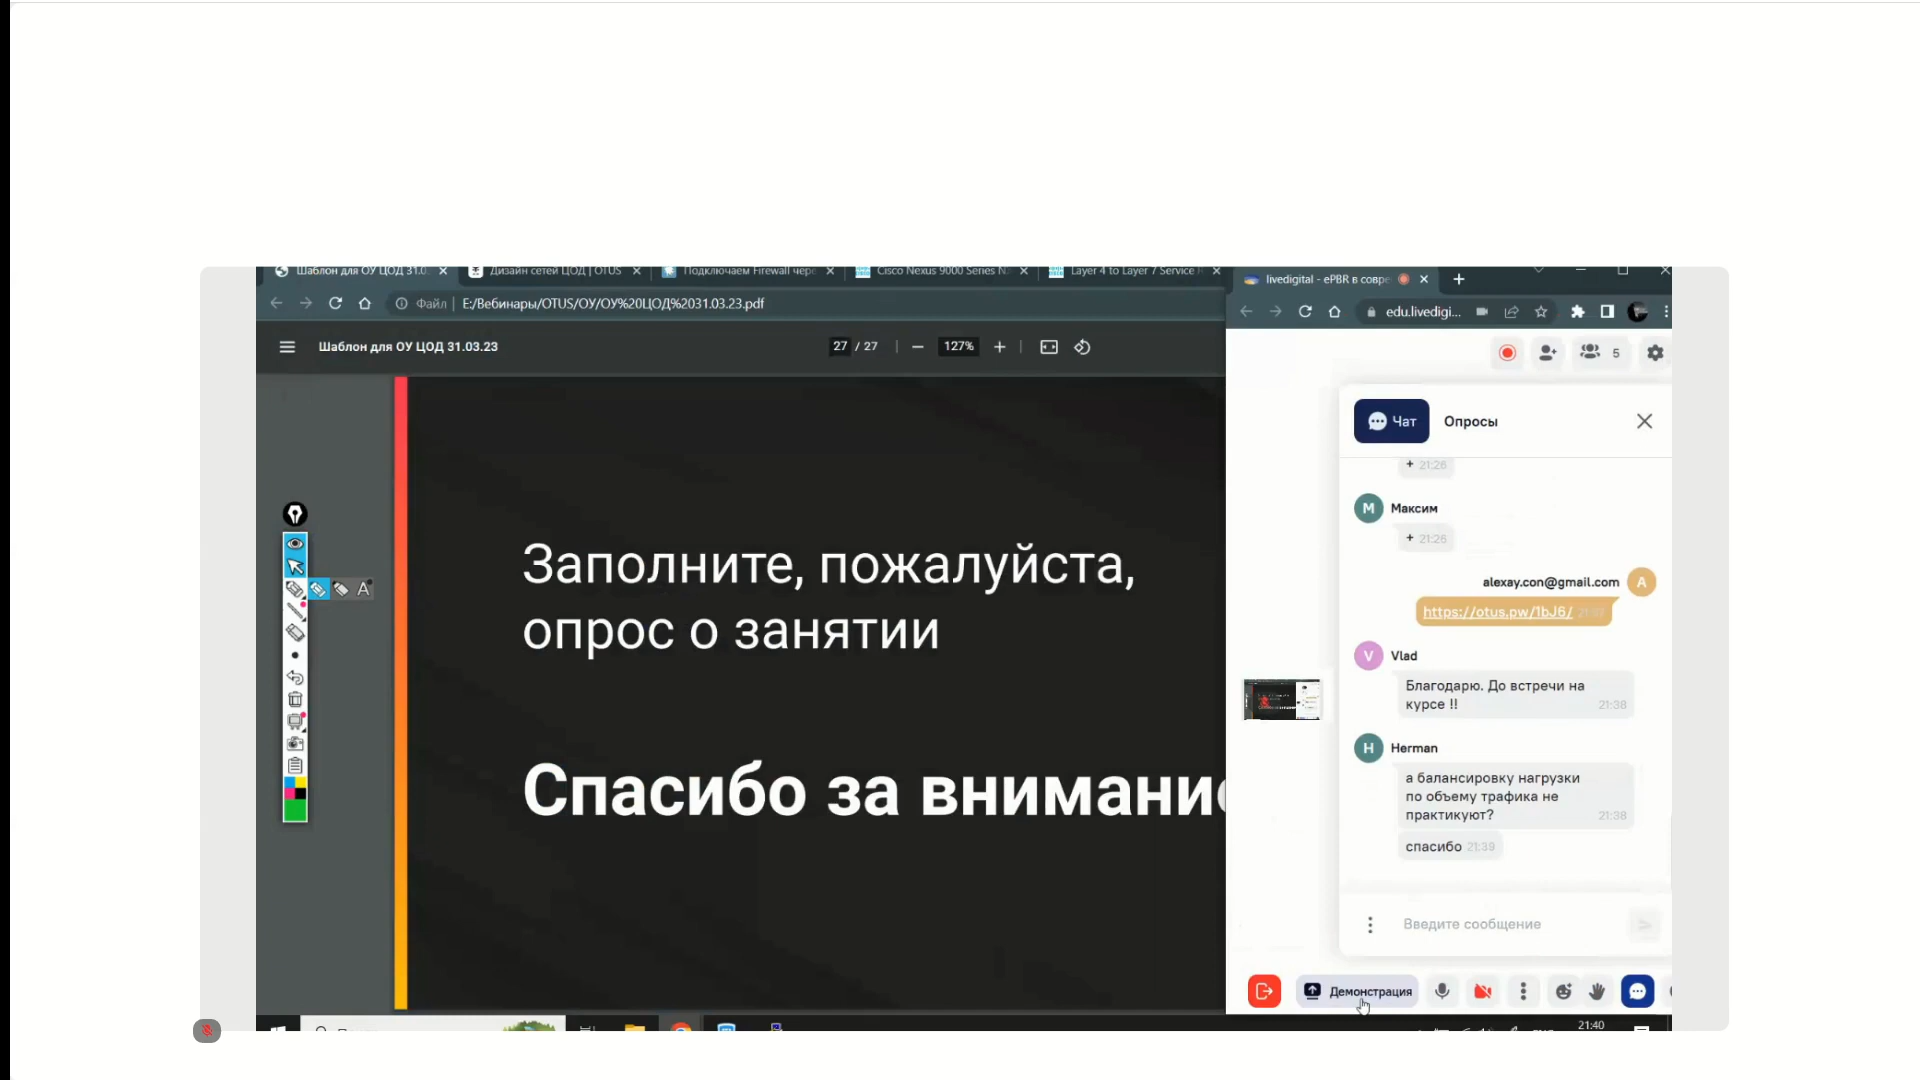 Шаблон для ОУ ЦОД 31.0
Дизайн сетей ЦОД | OTUS
Подключаем Firewall чере
Cisco Nexus 9000 Series N
Layer 4 to Layer 7 Service
Файл | E:/Вебинары/OTUS/ОУ/ОУ%20ЦОД%2031.03.23.pdf
Шаблон для ОУ ЦОД 31.03.23
27 / 27
127%
A
Заполните, пожалуйста,
опрос о занятии
Спасибо за внимание
livedigital - ePBR в совре
edu.livedigi...
5
Чат
Опросы
+ 21:26
M Максим
+ 21:26
alexay.con@gmail.com A
https://otus.pw/1bJ6/
V Vlad
Благодарю. До встречи на
курсе !! 21:38
H Herman
а балансировку нагрузки
по объему трафика не
практикуют? 21:38
спасибо 21:39
Введите сообщение
Демонстрация
21:40